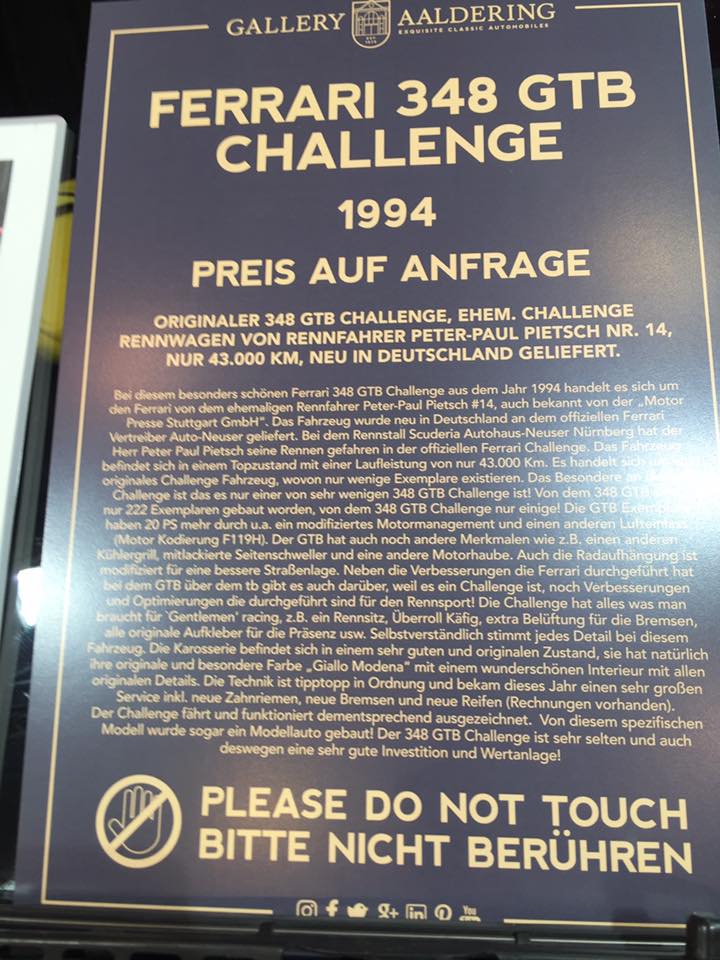 GALLERY AALDERING
EXQUISITE CLASSIC AUTOMOBILES
FERRARI 348 GTB
CHALLENGE
1994
PREIS AUF ANFRAGE
ORIGINALER 348 GTB CHALLENGE, EHEM. CHALLENGE
RENNWAGEN VON RENNFAHRER PETER-PAUL PIETSCH NR. 14,
NUR 43.000 KM, NEU IN DEUTSCHLAND GELIEFERT.
Bei diesem besonders schönen Ferrari 348 GTB Challenge aus dem Jahr 1994 handelt es sich um
den Ferrari von dem ehemaligen Rennfahrer Peter-Paul Pietsch #14, auch bekannt von der „Motor
Presse Stuttgart GmbH". Das Fahrzeug wurde neu in Deutschland an dem offiziellen Ferrari
Vertreiber Auto-Neuser geliefert. Bei dem Rennstall Scuderia Autohaus-Neuser Nürnberg hat der
Herr Peter Paul Pietsch seine Rennen gefahren in der offiziellen Ferrari Challenge. Das Fahrzeug
befindet sich in einem Topzustand mit einer Laufleistung von nur 43.000 Km. Es handelt sich um
originales Challenge Fahrzeug, wovon nur wenige Exemplare existieren. Das Besondere an
Challenge ist das es nur einer von sehr wenigen 348 GTB Challenge ist! Von dem 348 GTB
nur 222 Exemplaren gebaut worden, von dem 348 GTB Challenge nur einige! Die GTB Exemplare
haben 20 PS mehr durch u.a. ein modifiziertes Motormanagement und einen anderen
(Motor Kodierung F119H). Der GTB hat auch noch andere Merkmalen wie z.B. einen anderen
Kühlergrill, mitlackierte Seitenschweller und eine andere Motorhaube. Auch die Radaufhängung ist
modifiziert für eine bessere Straßenlage. Neben die Verbesserungen die Ferrari durchgeführt hat
bei dem GTB über dem tb gibt es auch darüber, weil es ein Challenge ist, noch Verbesserungen
und Optimierungen die durchgeführt sind für den Rennsport! Die Challenge hat alles was man
braucht für 'Gentlemen' racing, z.B. ein Rennsitz, Überroll Käfig, extra Belüftung für die Bremsen,
alle originale Aufkleber für die Präsenz usw. Selbstverständlich stimmt jedes Detail bei diesem
Fahrzeug. Die Karosserie befindet sich in einem sehr guten und originalen Zustand, sie hat natürlich
ihre originale und besondere Farbe „Giallo Modena" mit einem wunderschönen Interieur mit allen
originalen Details. Die Technik ist tipptopp in Ordnung und bekam dieses Jahr einen sehr großen
Service inkl. neue Zahnriemen, neue Bremsen und neue Reifen (Rechnungen vorhanden).
Der Challenge fährt und funktioniert dementsprechend ausgezeichnet. Von diesem spezifischen
Modell wurde sogar ein Modellauto gebaut! Der 348 GTB Challenge ist sehr selten und auch
deswegen eine sehr gute Investition und Wertanlage!
PLEASE DO NOT TOUCH
BITTE NICHT BERÜHREN